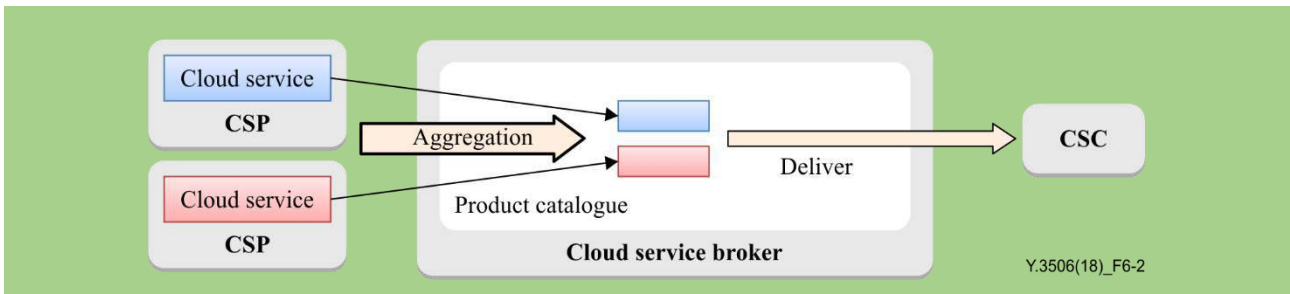 Cloud service
CSP
Aggregation
Cloud service
CSP
Product catalogue
Cloud service broker
Deliver
CSC
Y.3506(18)_F6-2